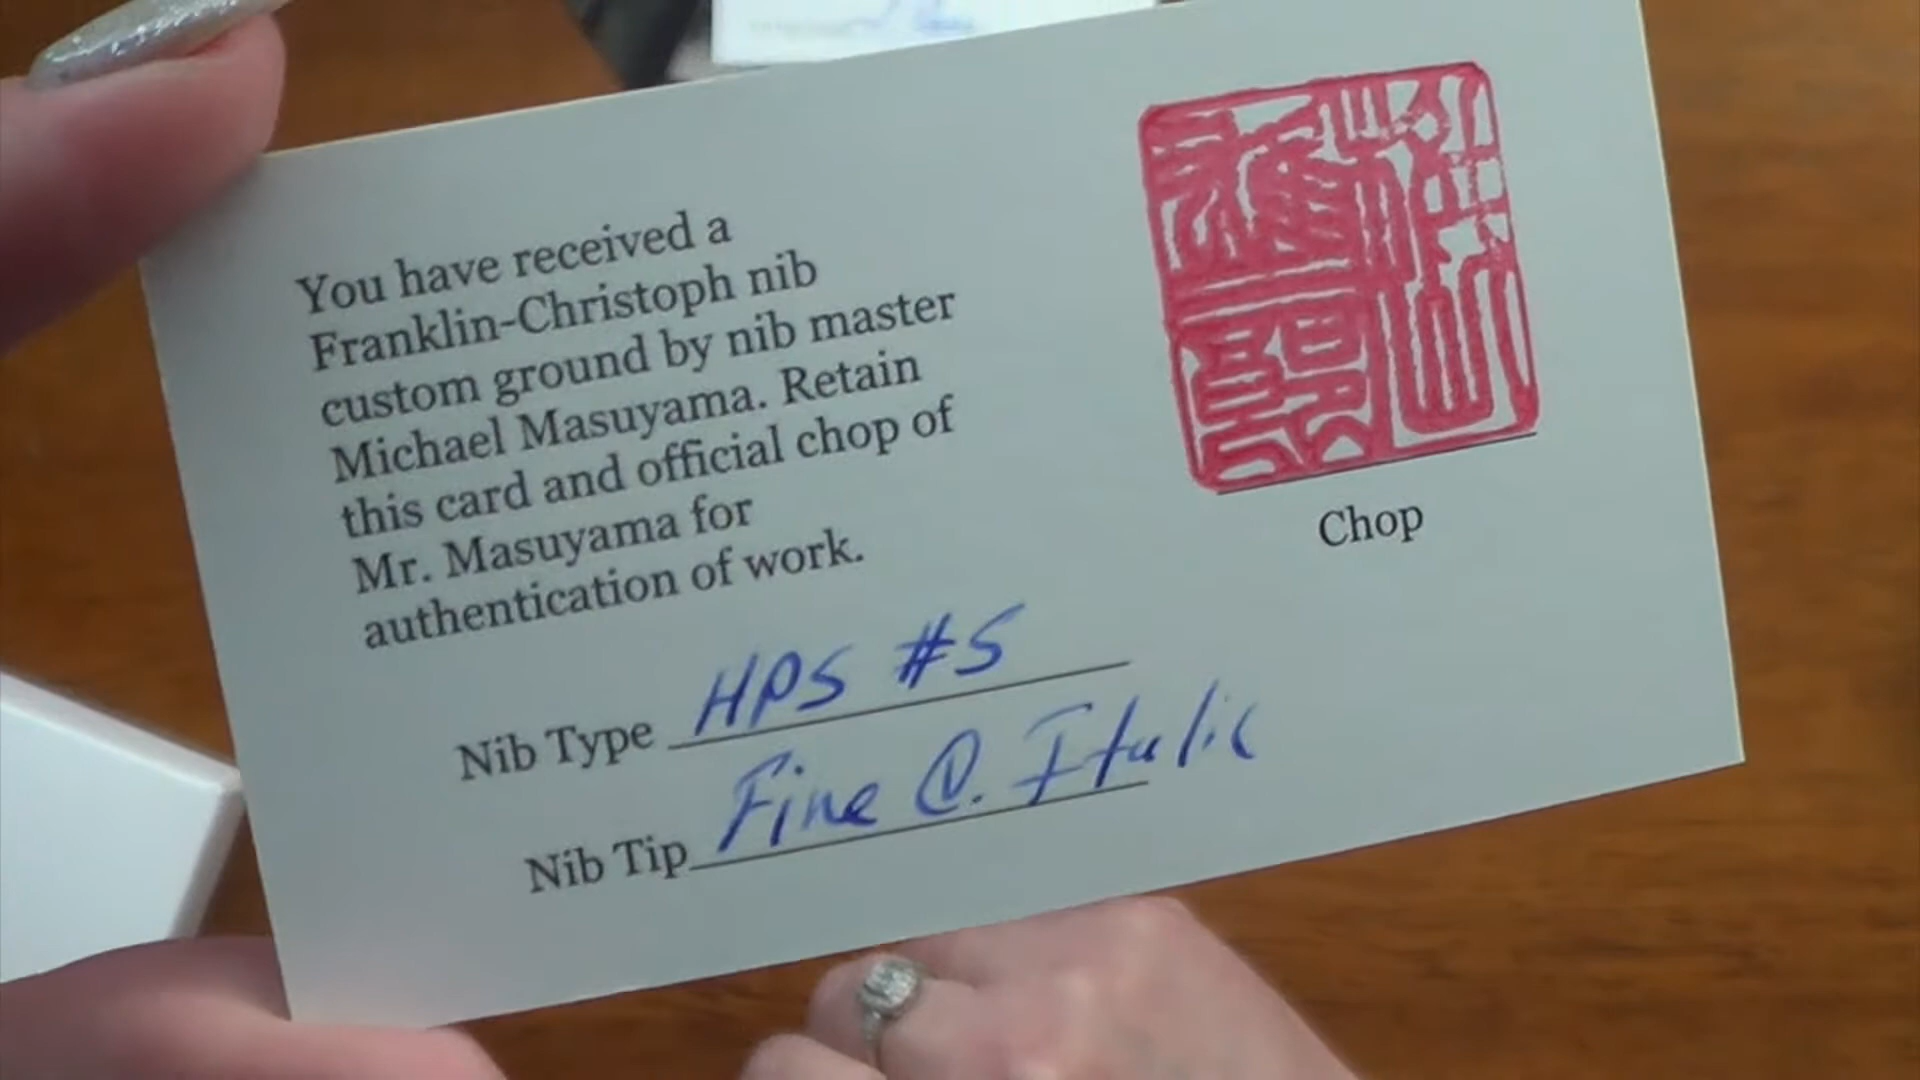 You have received a
Franklin-Christoph nib
custom ground by nib master
Michael Masuyama. Retain
this card and official chop of
Mr. Masuyama for
authentication of work.
Chop
Nib Type HPS #5
Nib Tip Fine C. Italic